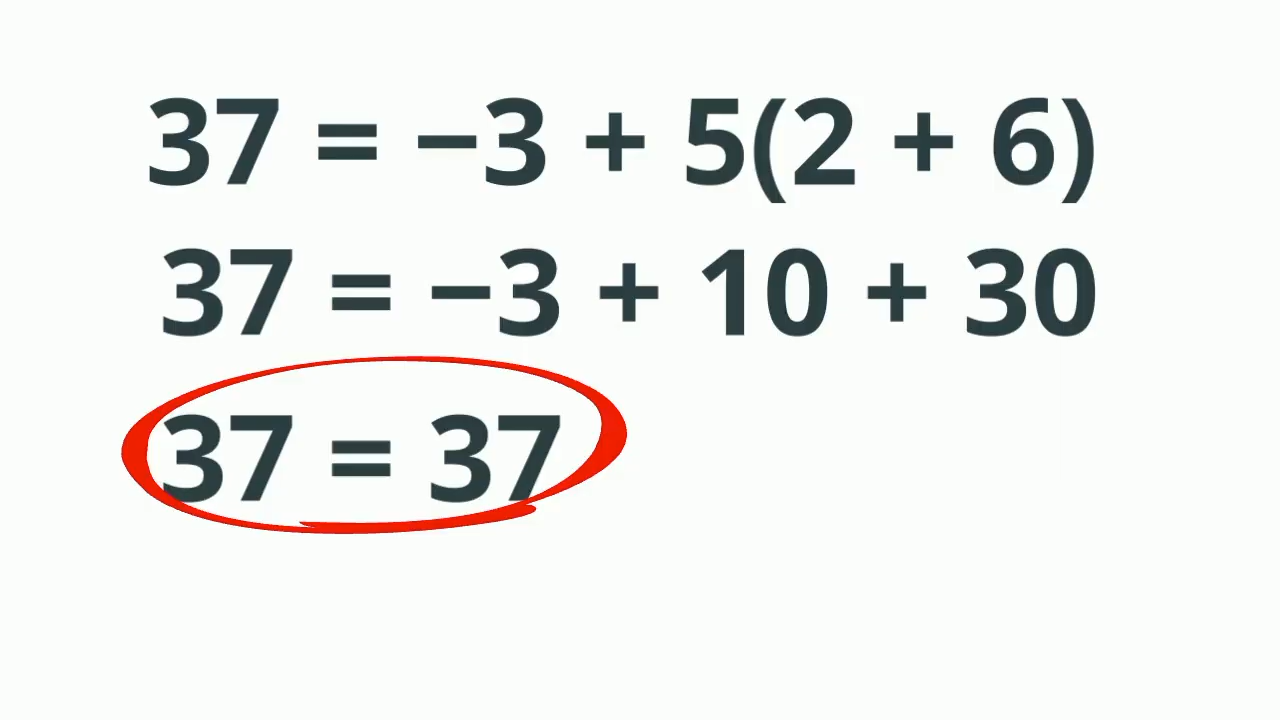 37 = −3 + 5(2 + 6)
37 = −3 + 10 + 30
37 = 37